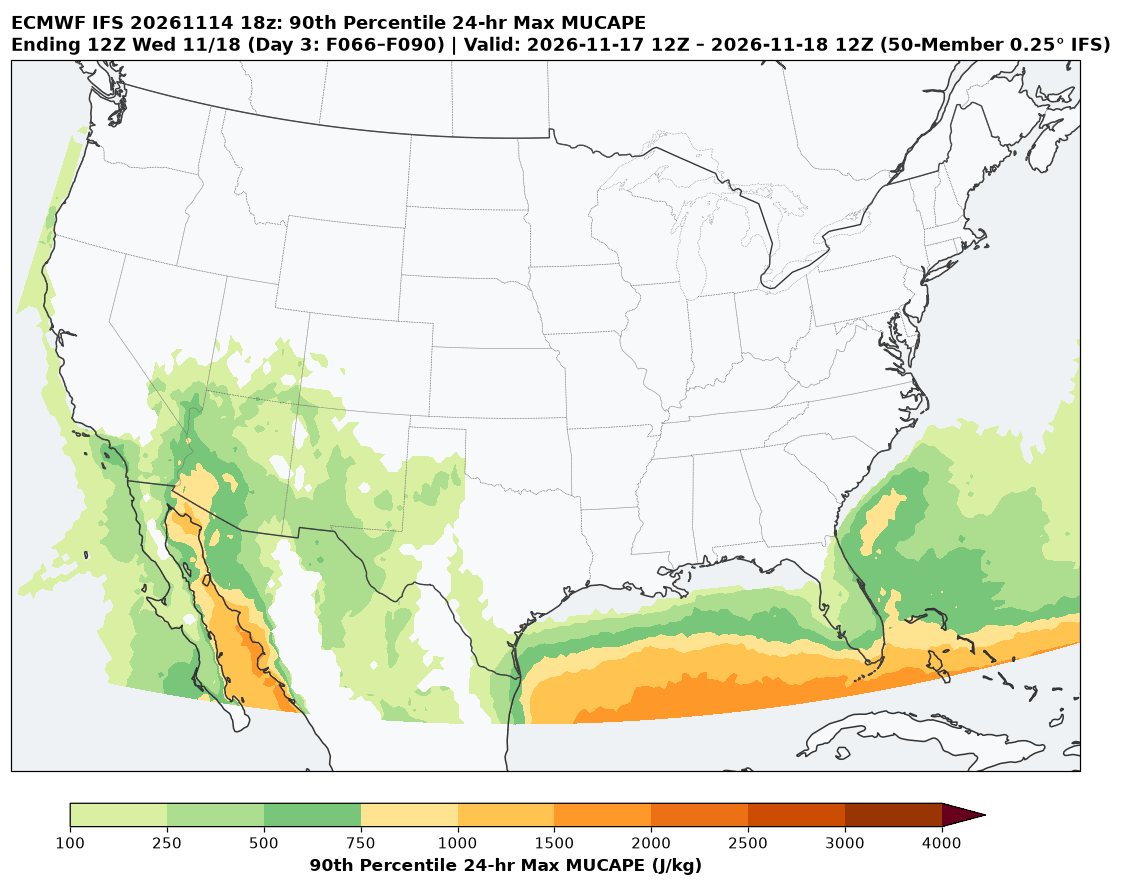 ECMWF IFS 20261114 18z: 90th Percentile 24-hr Max MUCAPE
Ending 12Z Wed 11/18 (Day 3: F066–F090) | Valid: 2026-11-17 12Z – 2026-11-18 12Z (50-Member 0.25° IFS)
100 250 500 750 1000 1500 2000 2500 3000 4000
90th Percentile 24-hr Max MUCAPE (J/kg)